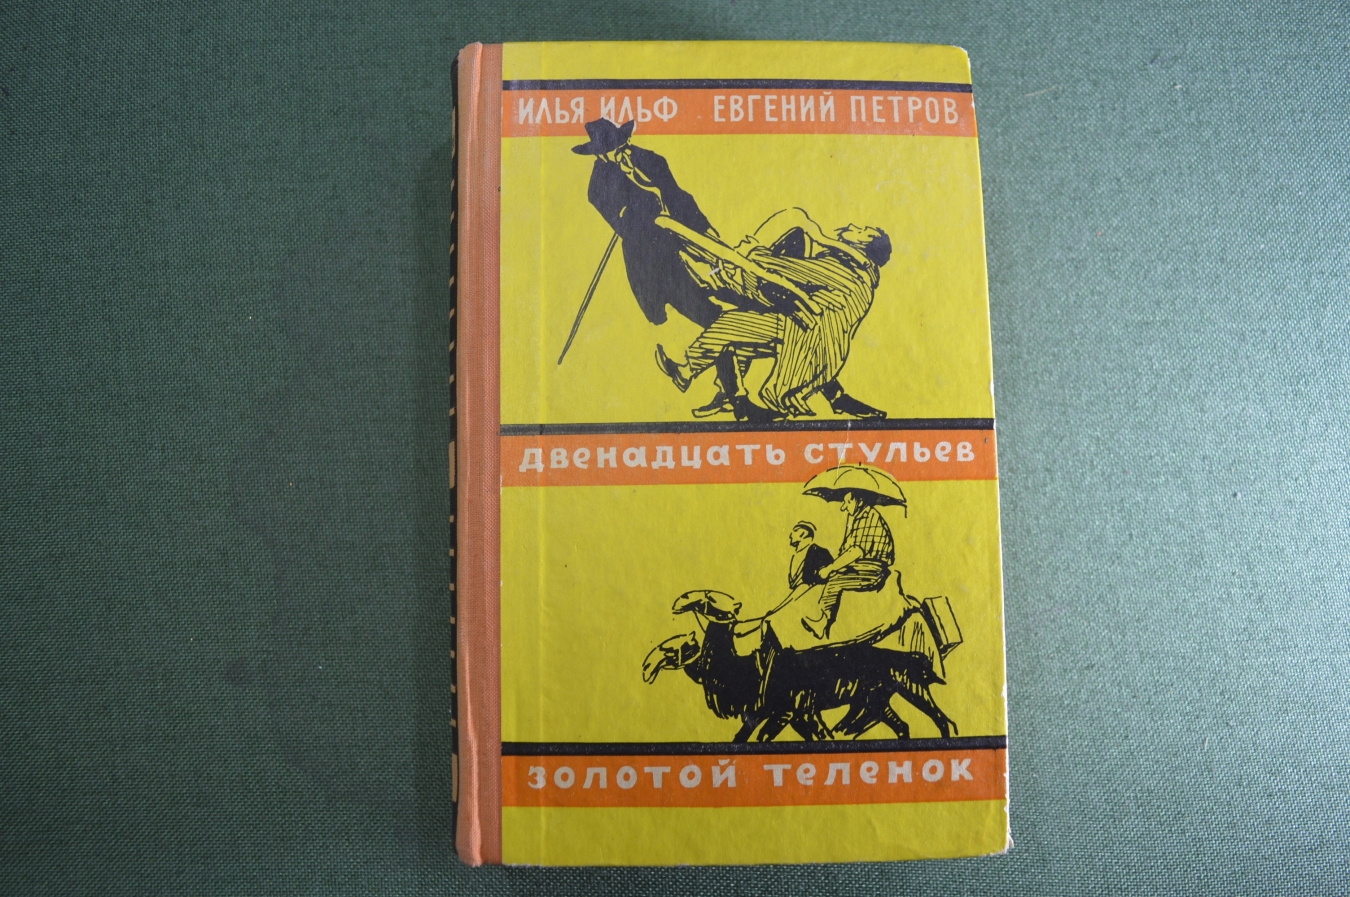 ИЛЬЯ ИЛЬФ ЕВГЕНИЙ ПЕТРОВ
ДВЕНАДЦАТЬ СТУЛЬЕВ
ЗОЛОТОЙ ТЕЛЕНОК